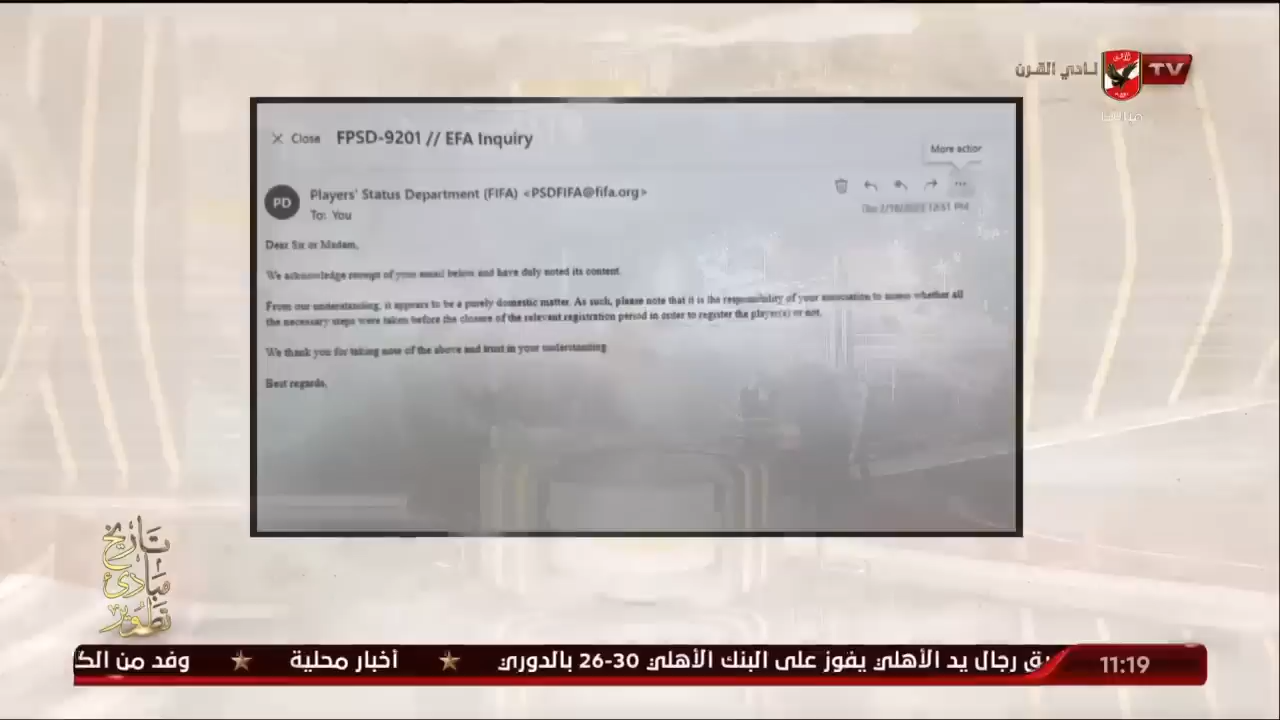 نادي القرن
TV
مباشر
× Close FPSD-9201 // EFA Inquiry
More action
PD
Players' Status Department (FIFA) <PSDFIFA@fifa.org>
To: You
12:51 PM
Dear Sir or Madam,
We acknowledge receipt of your email below and have duly noted its content.
From our understanding, it appears to be a purely domestic matter. As such, please note that it is the responsibility of your association to assess whether all
the necessary steps were taken before the closure of the relevant registration period in order to register the player(s) or not.
We thank you for taking note of the above and trust in your understanding.
Best regards,
تاريخ
مبادئ
تطوير
ق رجال يد الأهلي يفوز على البنك الأهلي 30-26 بالدوري ★ أخبار محلية ★ وفد من الك
11:19